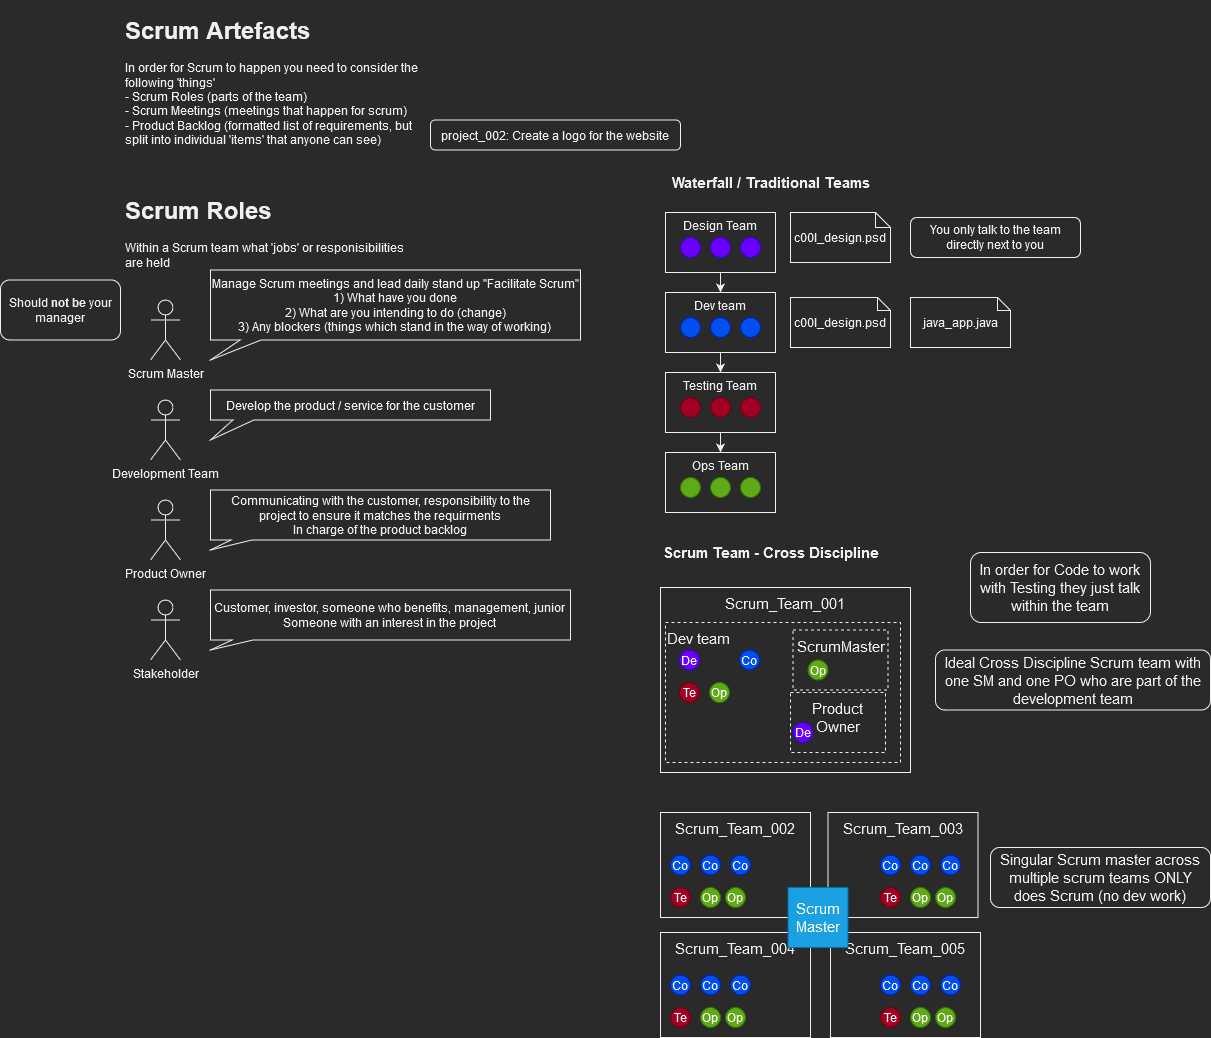 Scrum Artefacts
In order for Scrum to happen you need to consider the
following 'things'
- Scrum Roles (parts of the team)
- Scrum Meetings (meetings that happen for scrum)
- Product Backlog (formatted list of requirements, but
split into individual 'items' that anyone can see)
project_002: Create a logo for the website
Scrum Roles
Within a Scrum team what 'jobs' or responisibilities
are held
Should not be your
manager
Manage Scrum meetings and lead daily stand up "Facilitate Scrum"
1) What have you done
2) What are you intending to do (change)
3) Any blockers (things which stand in the way of working)
Scrum Master
Develop the product / service for the customer
Development Team
Communicating with the customer, responsibility to the
project to ensure it matches the requirments
In charge of the product backlog
Product Owner
Customer, investor, someone who benefits, management, junior
Someone with an interest in the project
Stakeholder
Waterfall / Traditional Teams
Design Team
c00l_design.psd
You only talk to the team
directly next to you
Dev team
c00l_design.psd
java_app.java
Testing Team
Ops Team
Scrum Team - Cross Discipline
In order for Code to work
with Testing they just talk
within the team
Scrum_Team_001
Dev team
De
Co
Te
Op
ScrumMaster
Op
Product
Owner
De
Ideal Cross Discipline Scrum team with
one SM and one PO who are part of the
development team
Scrum_Team_002
Co Co Co
Te Op Op
Scrum_Team_003
Co Co Co
Te Op Op
Singular Scrum master across
multiple scrum teams ONLY
does Scrum (no dev work)
Scrum
Master
Scrum_Team_004
Co Co Co
Te Op Op
Scrum_Team_005
Co Co Co
Te Op Op